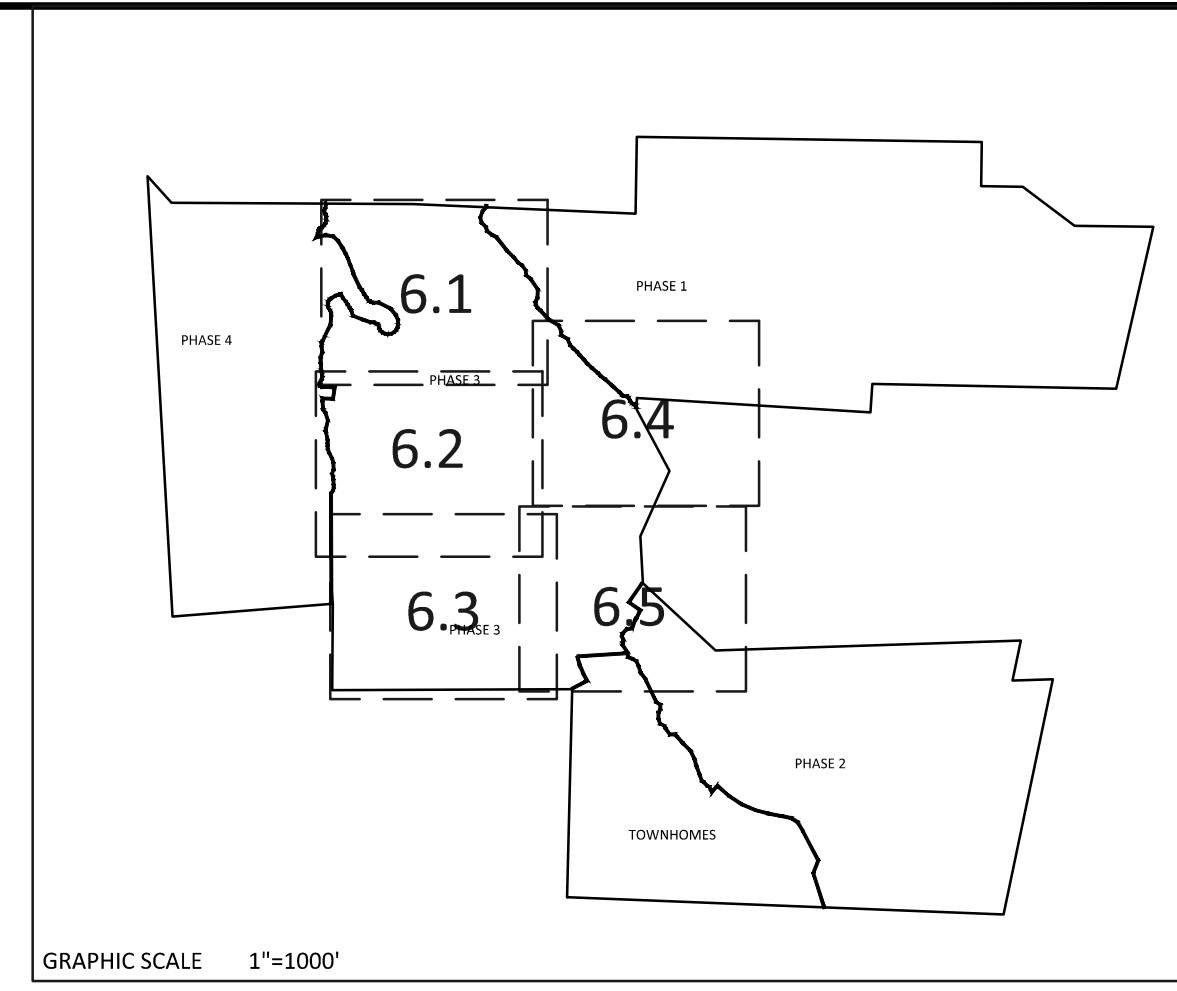 PHASE 1
6.1
PHASE 4
PHASE 3
6.4
6.2
6.5
6.3
PHASE 3
PHASE 2
TOWNHOMES
GRAPHIC SCALE 1"=1000'